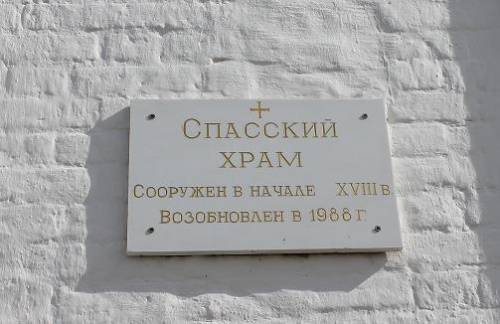 Спасский
храм
Сооружен в начале XVIII в
Возобновлен в 1988 г.